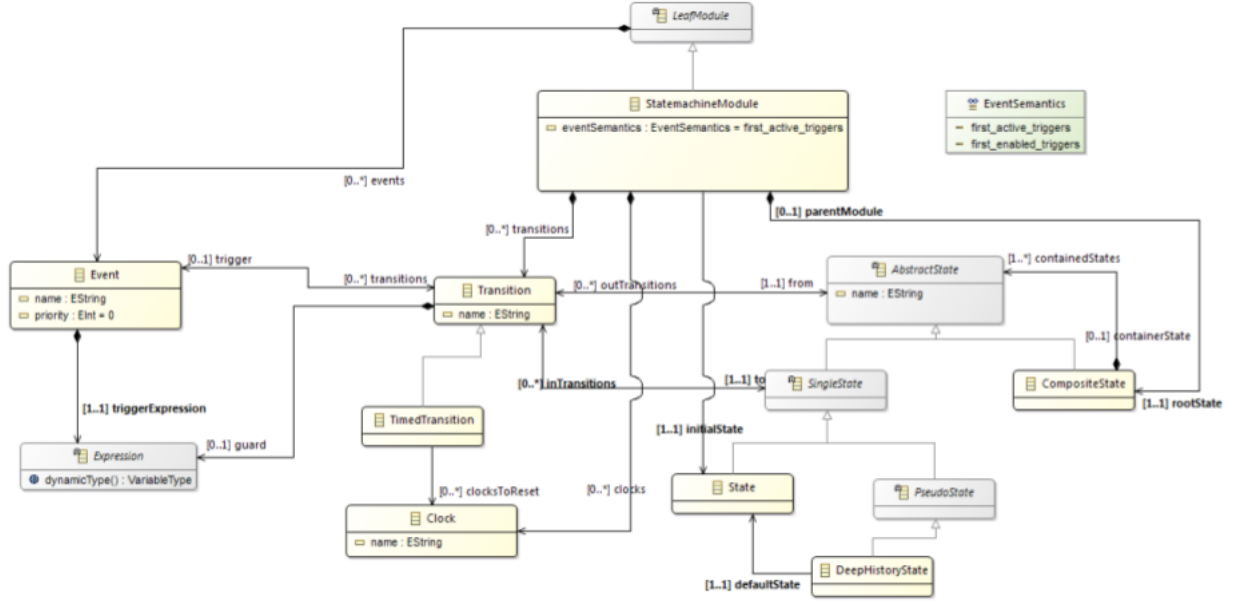 LeafModule
StatemachineModule
eventSemantics : EventSemantics = first_active_triggers
EventSemantics
first_active_triggers
first_enabled_triggers
[0..*] events
[0..1] parentModule
[0..*] transitions
[0..1] trigger
[0..*] transitions
Event
name : EString
priority : EInt = 0
Transition
name : EString
[0..*] outTransitions
[1..1] from
AbstractState
name : EString
[1..*] containedStates
[0..1] containerState
[0..*] inTransitions
[1..1] to
SingleState
CompositeState
[1..1] rootState
[1..1] triggerExpression
TimedTransition
[1..1] initialState
Expression
dynamicType() : VariableType
[0..1] guard
[0..*] clocksToReset
[0..*] clocks
State
PseudoState
Clock
name : EString
DeepHistoryState
[1..1] defaultState